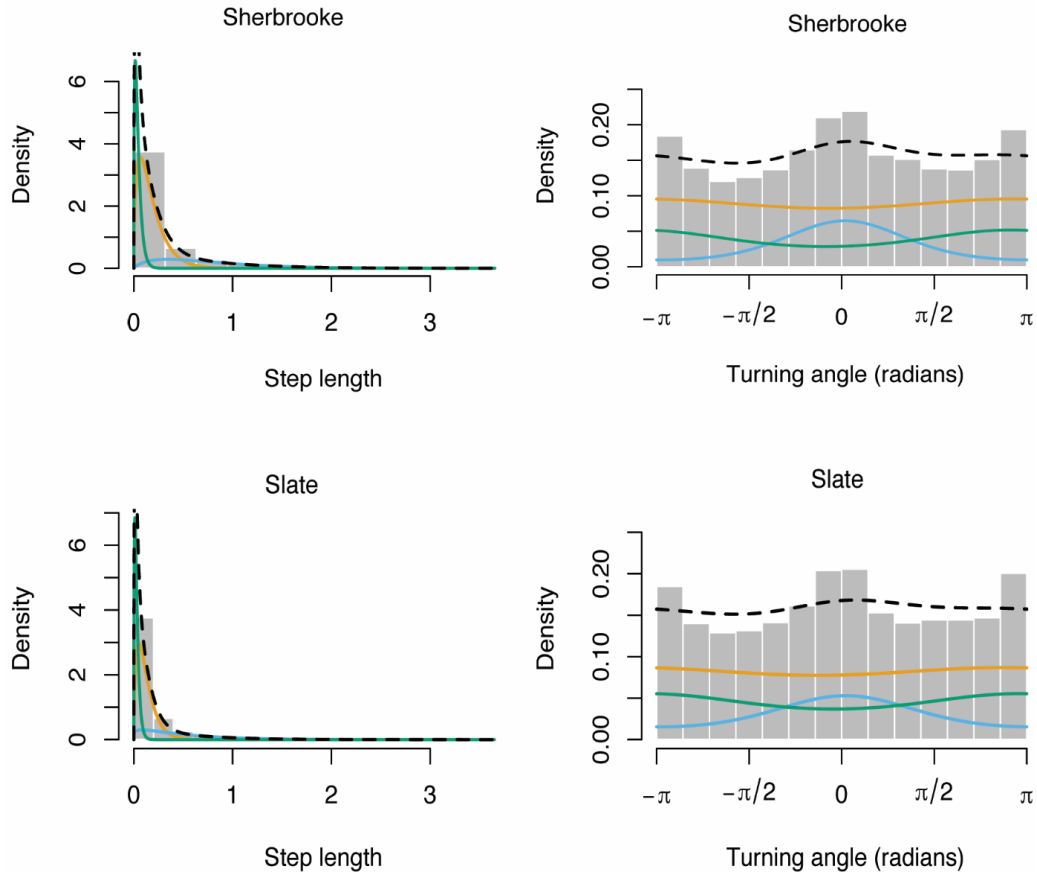 Sherbrooke
Density
0 2 4 6
0 1 2 3
Step length
Sherbrooke
Density
0.00 0.10 0.20
−π −π/2 0 π/2 π
Turning angle (radians)
Slate
Density
0 2 4 6
0 1 2 3
Step length
Slate
Density
0.00 0.10 0.20
−π −π/2 0 π/2 π
Turning angle (radians)